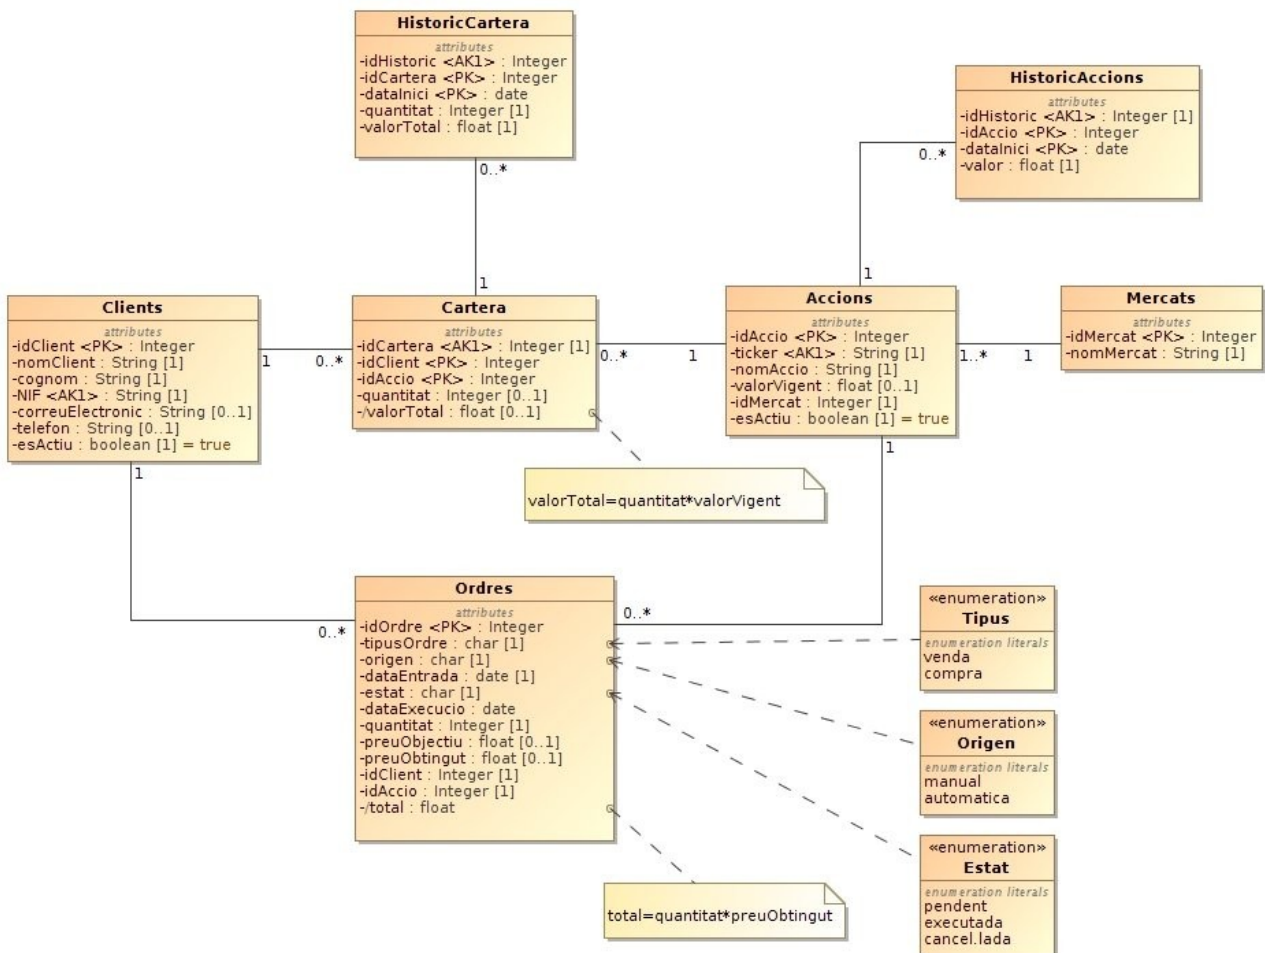 HistoricCartera
attributes
-idHistoric <AK1> : Integer
-idCartera <PK> : Integer
-dataInici <PK> : date
-quantitat : Integer [1]
-valorTotal : float [1]
0..*
1
HistoricAccions
attributes
-idHistoric <AK1> : Integer [1]
-idAccio <PK> : Integer
-dataInici <PK> : date
-valor : float [1]
0..*
1
Clients
attributes
-idClient <PK> : Integer
-nomClient : String [1]
-cognom : String [1]
-NIF <AK1> : String [1]
-correuElectronic : String [0..1]
-telefon : String [0..1]
-esActiu : boolean [1] = true
1
0..*
Cartera
attributes
-idCartera <AK1> : Integer [1]
-idClient <PK> : Integer
-idAccio <PK> : Integer
-quantitat : Integer [0..1]
-/valorTotal : float [0..1]
0..*
1
Accions
attributes
-idAccio <PK> : Integer
-ticker <AK1> : String [1]
-nomAccio : String [1]
-valorVigent : float [0..1]
-idMercat : Integer [1]
-esActiu : boolean [1] = true
1..*
1
Mercats
attributes
-idMercat <PK> : Integer
-nomMercat : String [1]
valorTotal=quantitat*valorVigent
1
0..*
1
0..*
Ordres
attributes
-idOrdre <PK> : Integer
-tipusOrdre : char [1]
-origen : char [1]
-dataEntrada : date [1]
-estat : char [1]
-dataExecucio : date
-quantitat : Integer [1]
-preuObjectiu : float [0..1]
-preuObtingut : float [0..1]
-idClient : Integer [1]
-idAccio : Integer [1]
-/total : float
total=quantitat*preuObtingut
«enumeration»
Tipus
enumeration literals
venda
compra
«enumeration»
Origen
enumeration literals
manual
automatica
«enumeration»
Estat
enumeration literals
pendent
executada
cancel.lada